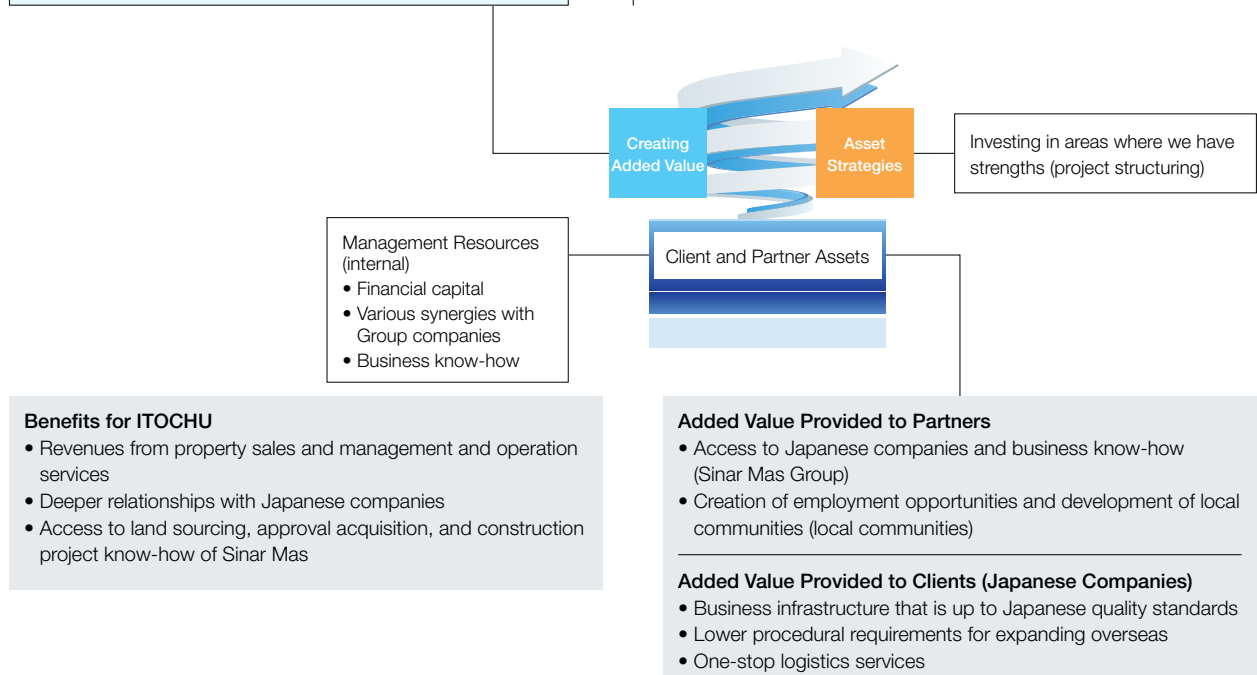 Creating
Added Value
Asset
Strategies
Investing in areas where we have
strengths (project structuring)
Management Resources
(internal)
• Financial capital
• Various synergies with
Group companies
• Business know-how
Client and Partner Assets
Benefits for ITOCHU
• Revenues from property sales and management and operation
services
• Deeper relationships with Japanese companies
• Access to land sourcing, approval acquisition, and construction
project know-how of Sinar Mas
Added Value Provided to Partners
• Access to Japanese companies and business know-how
(Sinar Mas Group)
• Creation of employment opportunities and development of local
communities (local communities)
Added Value Provided to Clients (Japanese Companies)
• Business infrastructure that is up to Japanese quality standards
• Lower procedural requirements for expanding overseas
• One-stop logistics services